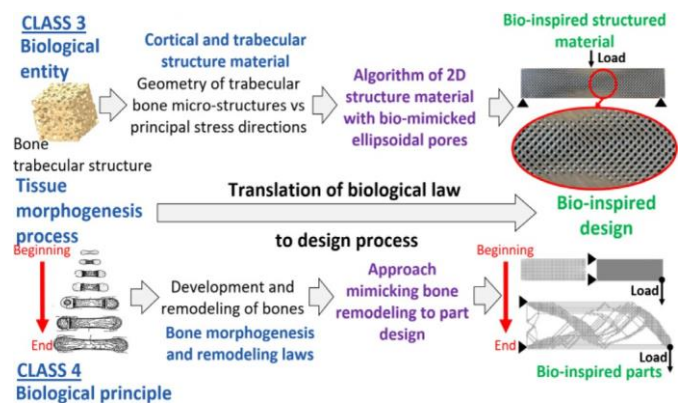 CLASS 3
Biological
entity
Bone
trabecular structure
Cortical and trabecular
structure material
Geometry of trabecular
bone micro-structures vs
principal stress directions
Algorithm of 2D
structure material
with bio-mimicked
ellipsoidal pores
Bio-inspired structured
material
Load
Tissue
morphogenesis
process
Translation of biological law
to design process
Bio-inspired
design
Beginning
End
Development and
remodeling of bones
Bone morphogenesis
and remodeling laws
Approach
mimicking bone
remodeling to part
design
Beginning
End
Load
Load
Bio-inspired parts
CLASS 4
Biological principle